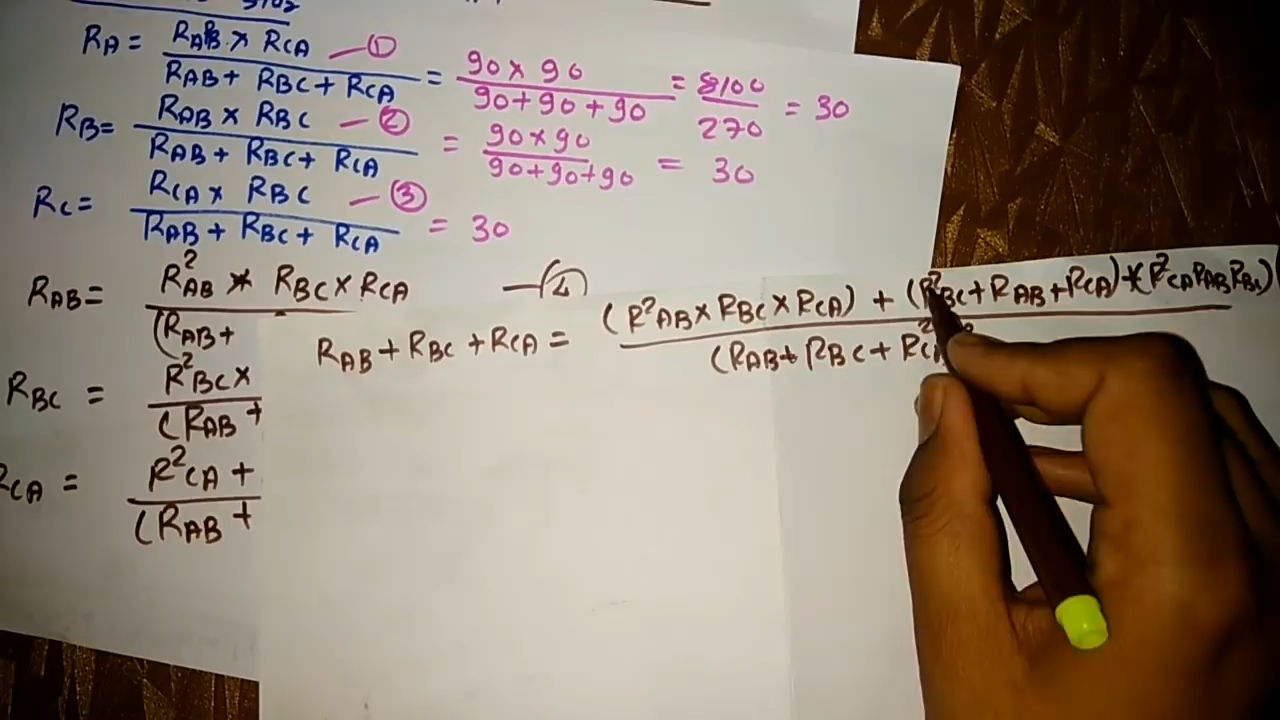 RA = RAB × RCA / RAB + RBC + RCA —① = 90 × 90 / 90 + 90 + 90 = 8100 / 270 = 30
RB = RAB × RBC / RAB + RBC + RCA —② = 90 × 90 / 90 + 90 + 90 = 30
RC = RCA × RBC / RAB + RBC + RCA —③ = 30
RAB = R²AB × RBC × RCA / (RAB + —④
RAB + RBC + RCA = (R²AB × RBC × RCA) + (R²BC + RAB + RCA) + (R²CA RAB RBC) / (RAB + RBC + RCA
RBC = R²BC × / (RAB +
RCA = R²CA + / (RAB +